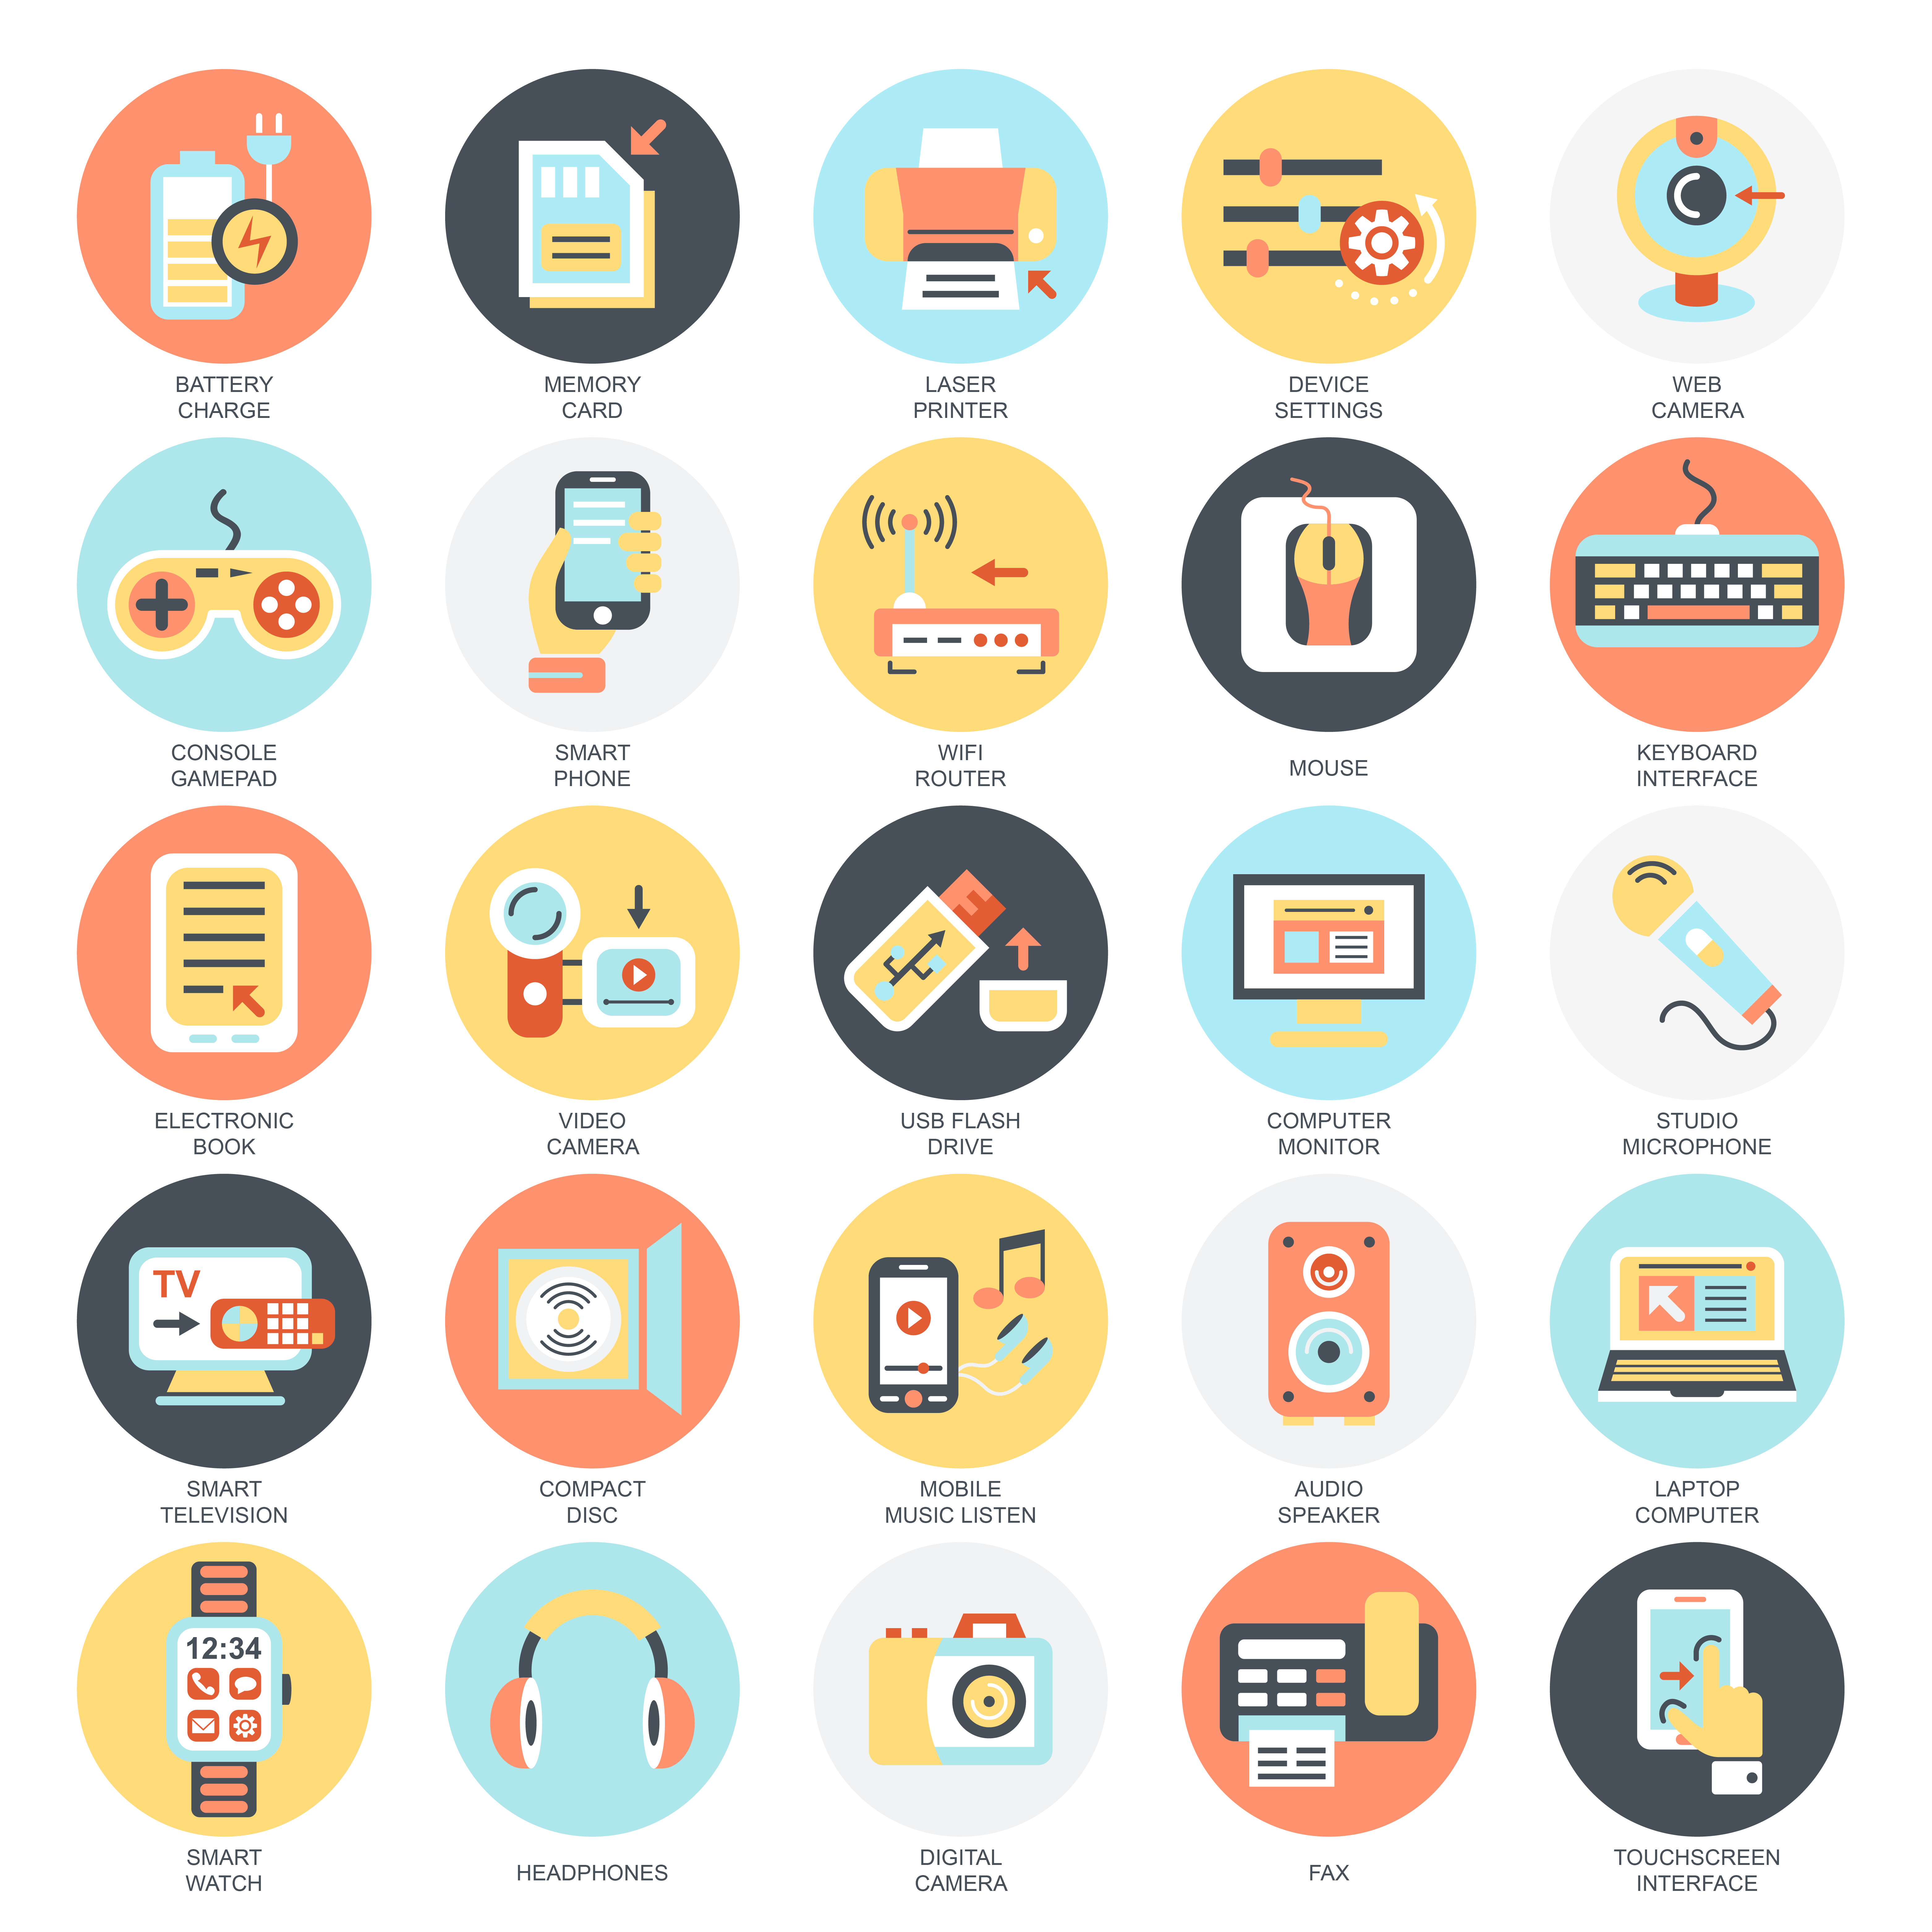 BATTERY
CHARGE
MEMORY
CARD
LASER
PRINTER
DEVICE
SETTINGS
WEB
CAMERA
CONSOLE
GAMEPAD
SMART
PHONE
WIFI
ROUTER
MOUSE
KEYBOARD
INTERFACE
ELECTRONIC
BOOK
VIDEO
CAMERA
USB FLASH
DRIVE
COMPUTER
MONITOR
STUDIO
MICROPHONE
TV
SMART
TELEVISION
COMPACT
DISC
MOBILE
MUSIC LISTEN
AUDIO
SPEAKER
LAPTOP
COMPUTER
12:34
SMART
WATCH
HEADPHONES
DIGITAL
CAMERA
FAX
TOUCHSCREEN
INTERFACE